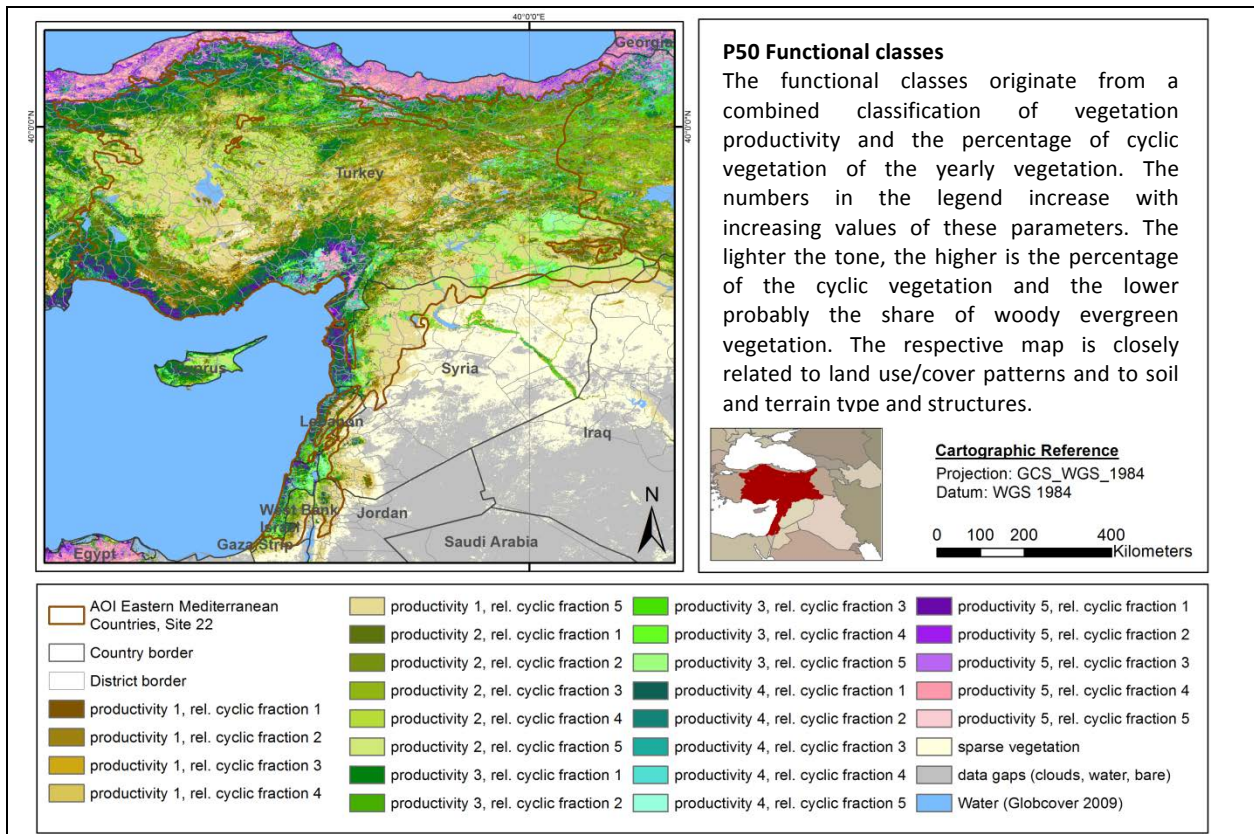 40°0'0"E
Georgia
40°0'0"N
40°0'0"N
Turkey
Cyprus
Syria
Lebanon
Iraq
West Bank
Israel
Jordan
Gaza Strip
Egypt
Saudi Arabia
N
P50 Functional classes
The functional classes originate from a
combined classification of vegetation
productivity and the percentage of cyclic
vegetation of the yearly vegetation. The
numbers in the legend increase with
increasing values of these parameters. The
lighter the tone, the higher is the percentage
of the cyclic vegetation and the lower
probably the share of woody evergreen
vegetation. The respective map is closely
related to land use/cover patterns and to soil
and terrain type and structures.
Cartographic Reference
Projection: GCS_WGS_1984
Datum: WGS 1984
0 100 200 400
Kilometers
AOI Eastern Mediterranean
Countries, Site 22
Country border
District border
productivity 1, rel. cyclic fraction 1
productivity 1, rel. cyclic fraction 2
productivity 1, rel. cyclic fraction 3
productivity 1, rel. cyclic fraction 4
productivity 1, rel. cyclic fraction 5
productivity 2, rel. cyclic fraction 1
productivity 2, rel. cyclic fraction 2
productivity 2, rel. cyclic fraction 3
productivity 2, rel. cyclic fraction 4
productivity 2, rel. cyclic fraction 5
productivity 3, rel. cyclic fraction 1
productivity 3, rel. cyclic fraction 2
productivity 3, rel. cyclic fraction 3
productivity 3, rel. cyclic fraction 4
productivity 3, rel. cyclic fraction 5
productivity 4, rel. cyclic fraction 1
productivity 4, rel. cyclic fraction 2
productivity 4, rel. cyclic fraction 3
productivity 4, rel. cyclic fraction 4
productivity 4, rel. cyclic fraction 5
productivity 5, rel. cyclic fraction 1
productivity 5, rel. cyclic fraction 2
productivity 5, rel. cyclic fraction 3
productivity 5, rel. cyclic fraction 4
productivity 5, rel. cyclic fraction 5
sparse vegetation
data gaps (clouds, water, bare)
Water (Globcover 2009)